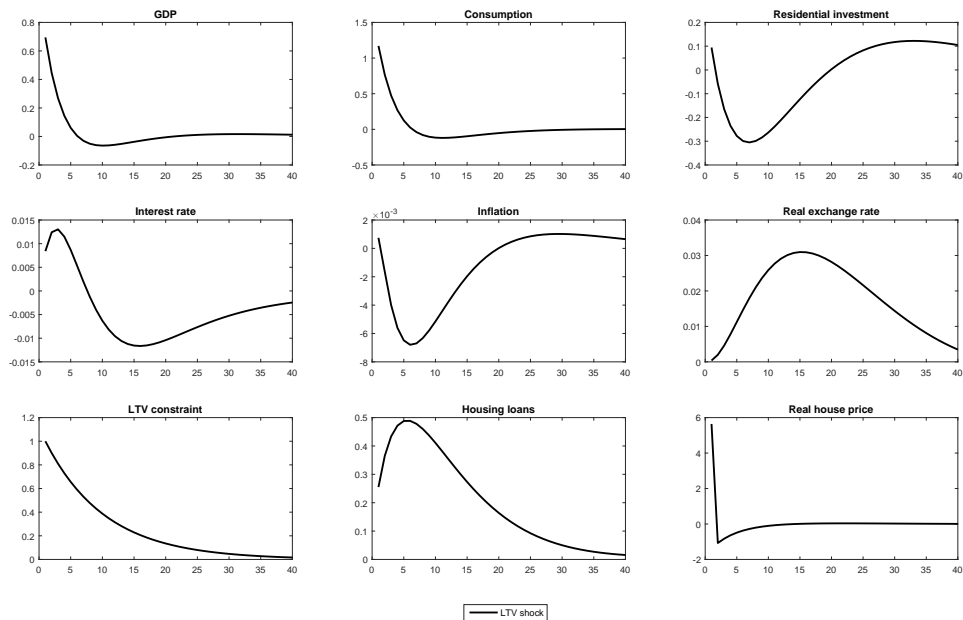 GDP
0.8
0.6
0.4
0.2
0
-0.2
0 5 10 15 20 25 30 35 40
Consumption
1.5
1
0.5
0
-0.5
0 5 10 15 20 25 30 35 40
Residential investment
0.2
0.1
0
-0.1
-0.2
-0.3
-0.4
0 5 10 15 20 25 30 35 40
Interest rate
0.015
0.01
0.005
0
-0.005
-0.01
-0.015
0 5 10 15 20 25 30 35 40
Inflation
×10-3
2
0
-2
-4
-6
-8
0 5 10 15 20 25 30 35 40
Real exchange rate
0.04
0.03
0.02
0.01
0
0 5 10 15 20 25 30 35 40
LTV constraint
1.2
1
0.8
0.6
0.4
0.2
0
0 5 10 15 20 25 30 35 40
Housing loans
0.5
0.4
0.3
0.2
0.1
0
0 5 10 15 20 25 30 35 40
Real house price
6
4
2
0
-2
0 5 10 15 20 25 30 35 40
LTV shock